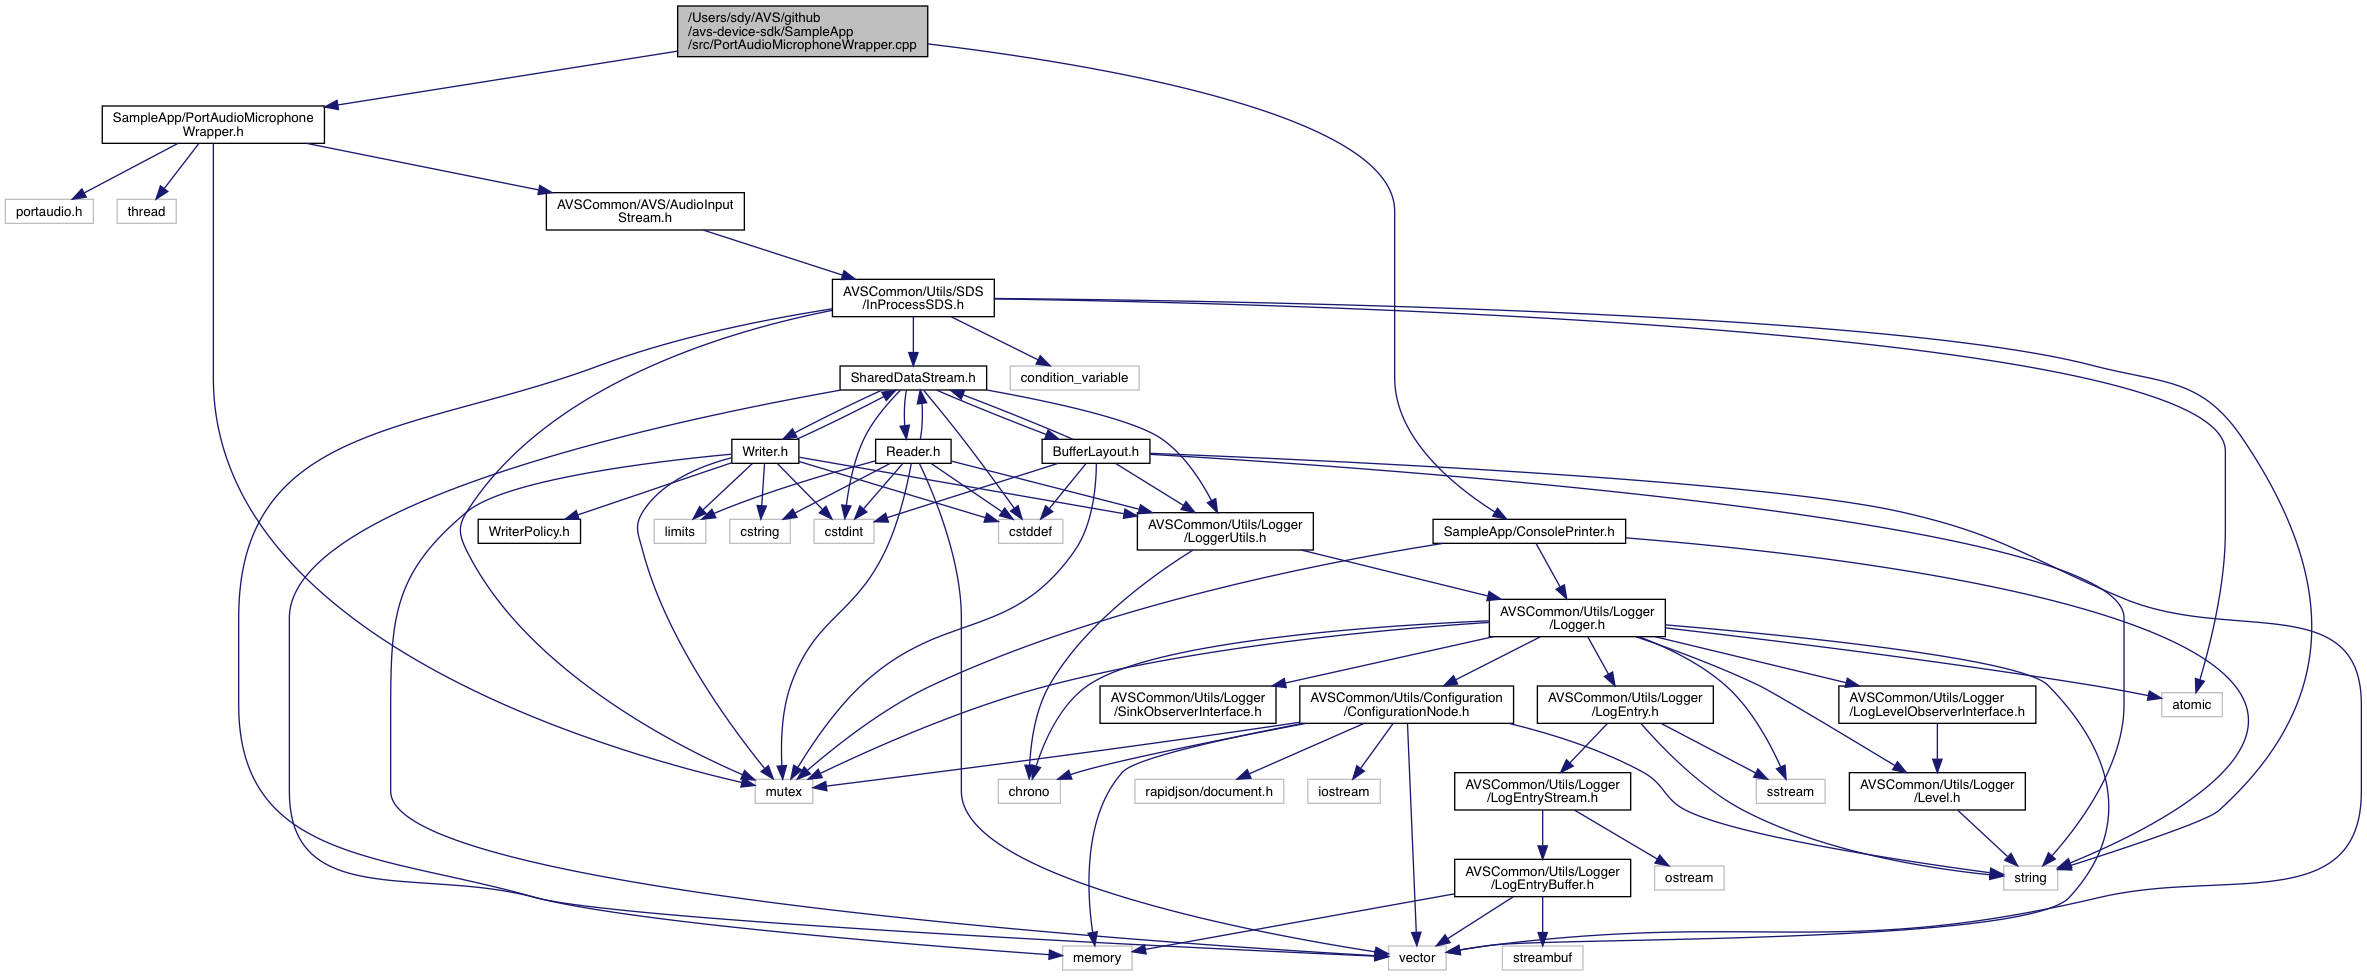 /Users/sdy/AVS/github
/avs-device-sdk/SampleApp
/src/PortAudioMicrophoneWrapper.cpp
SampleApp/PortAudioMicrophone
Wrapper.h
portaudio.h
thread
AVSCommon/AVS/AudioInput
Stream.h
AVSCommon/Utils/SDS
/InProcessSDS.h
SharedDataStream.h
condition_variable
Writer.h
Reader.h
BufferLayout.h
WriterPolicy.h
limits
cstring
cstdint
cstddef
AVSCommon/Utils/Logger
/LoggerUtils.h
SampleApp/ConsolePrinter.h
AVSCommon/Utils/Logger
/Logger.h
AVSCommon/Utils/Logger
/SinkObserverInterface.h
AVSCommon/Utils/Configuration
/ConfigurationNode.h
AVSCommon/Utils/Logger
/LogEntry.h
AVSCommon/Utils/Logger
/LogLevelObserverInterface.h
atomic
mutex
chrono
rapidjson/document.h
iostream
AVSCommon/Utils/Logger
/LogEntryStream.h
sstream
AVSCommon/Utils/Logger
/Level.h
AVSCommon/Utils/Logger
/LogEntryBuffer.h
ostream
string
memory
vector
streambuf